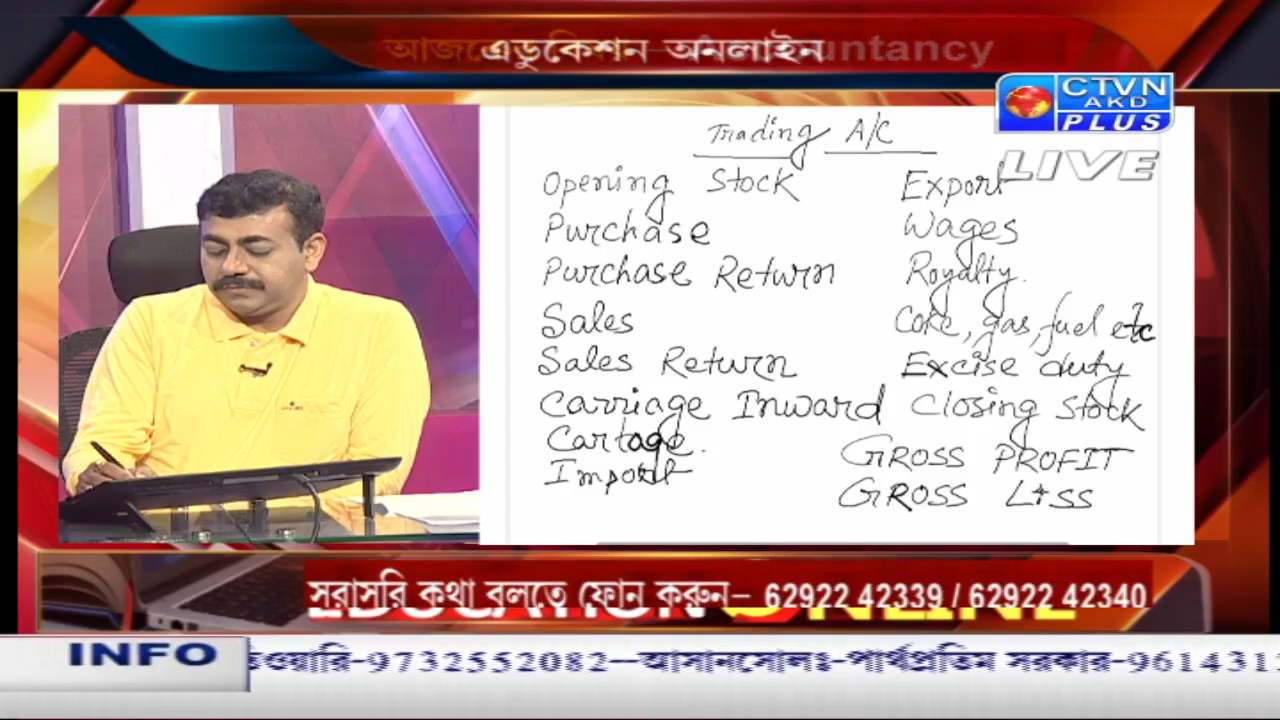 এডুকেশন অনলাইন
CTVN
AKD
PLUS
LIVE
Trading A/C
Opening Stock
Purchase
Purchase Return
Sales
Sales Return
Carriage Inward
Cartage.
Import
Export
Wages
Royalty.
Coke, gas, fuel etc
Excise duty
Closing Stock
GROSS PROFIT
GROSS LOSS
সরাসরি কথা বলতে ফোন করুন- 62922 42339 / 62922 42340
INFO
-9732552082--আসানসোলঃ-পার্থপ্রতিম সরকার-961431